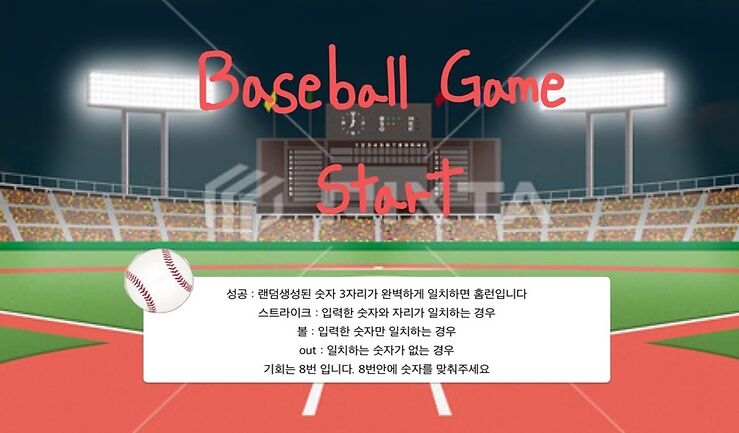 Baseball Game
Start
성공 : 랜덤생성된 숫자 3자리가 완벽하게 일치하면 홈런입니다
스트라이크 : 입력한 숫자와 자리가 일치하는 경우
볼 : 입력한 숫자만 일치하는 경우
out : 일치하는 숫자가 없는 경우
기회는 8번 입니다. 8번안에 숫자를 맞춰주세요